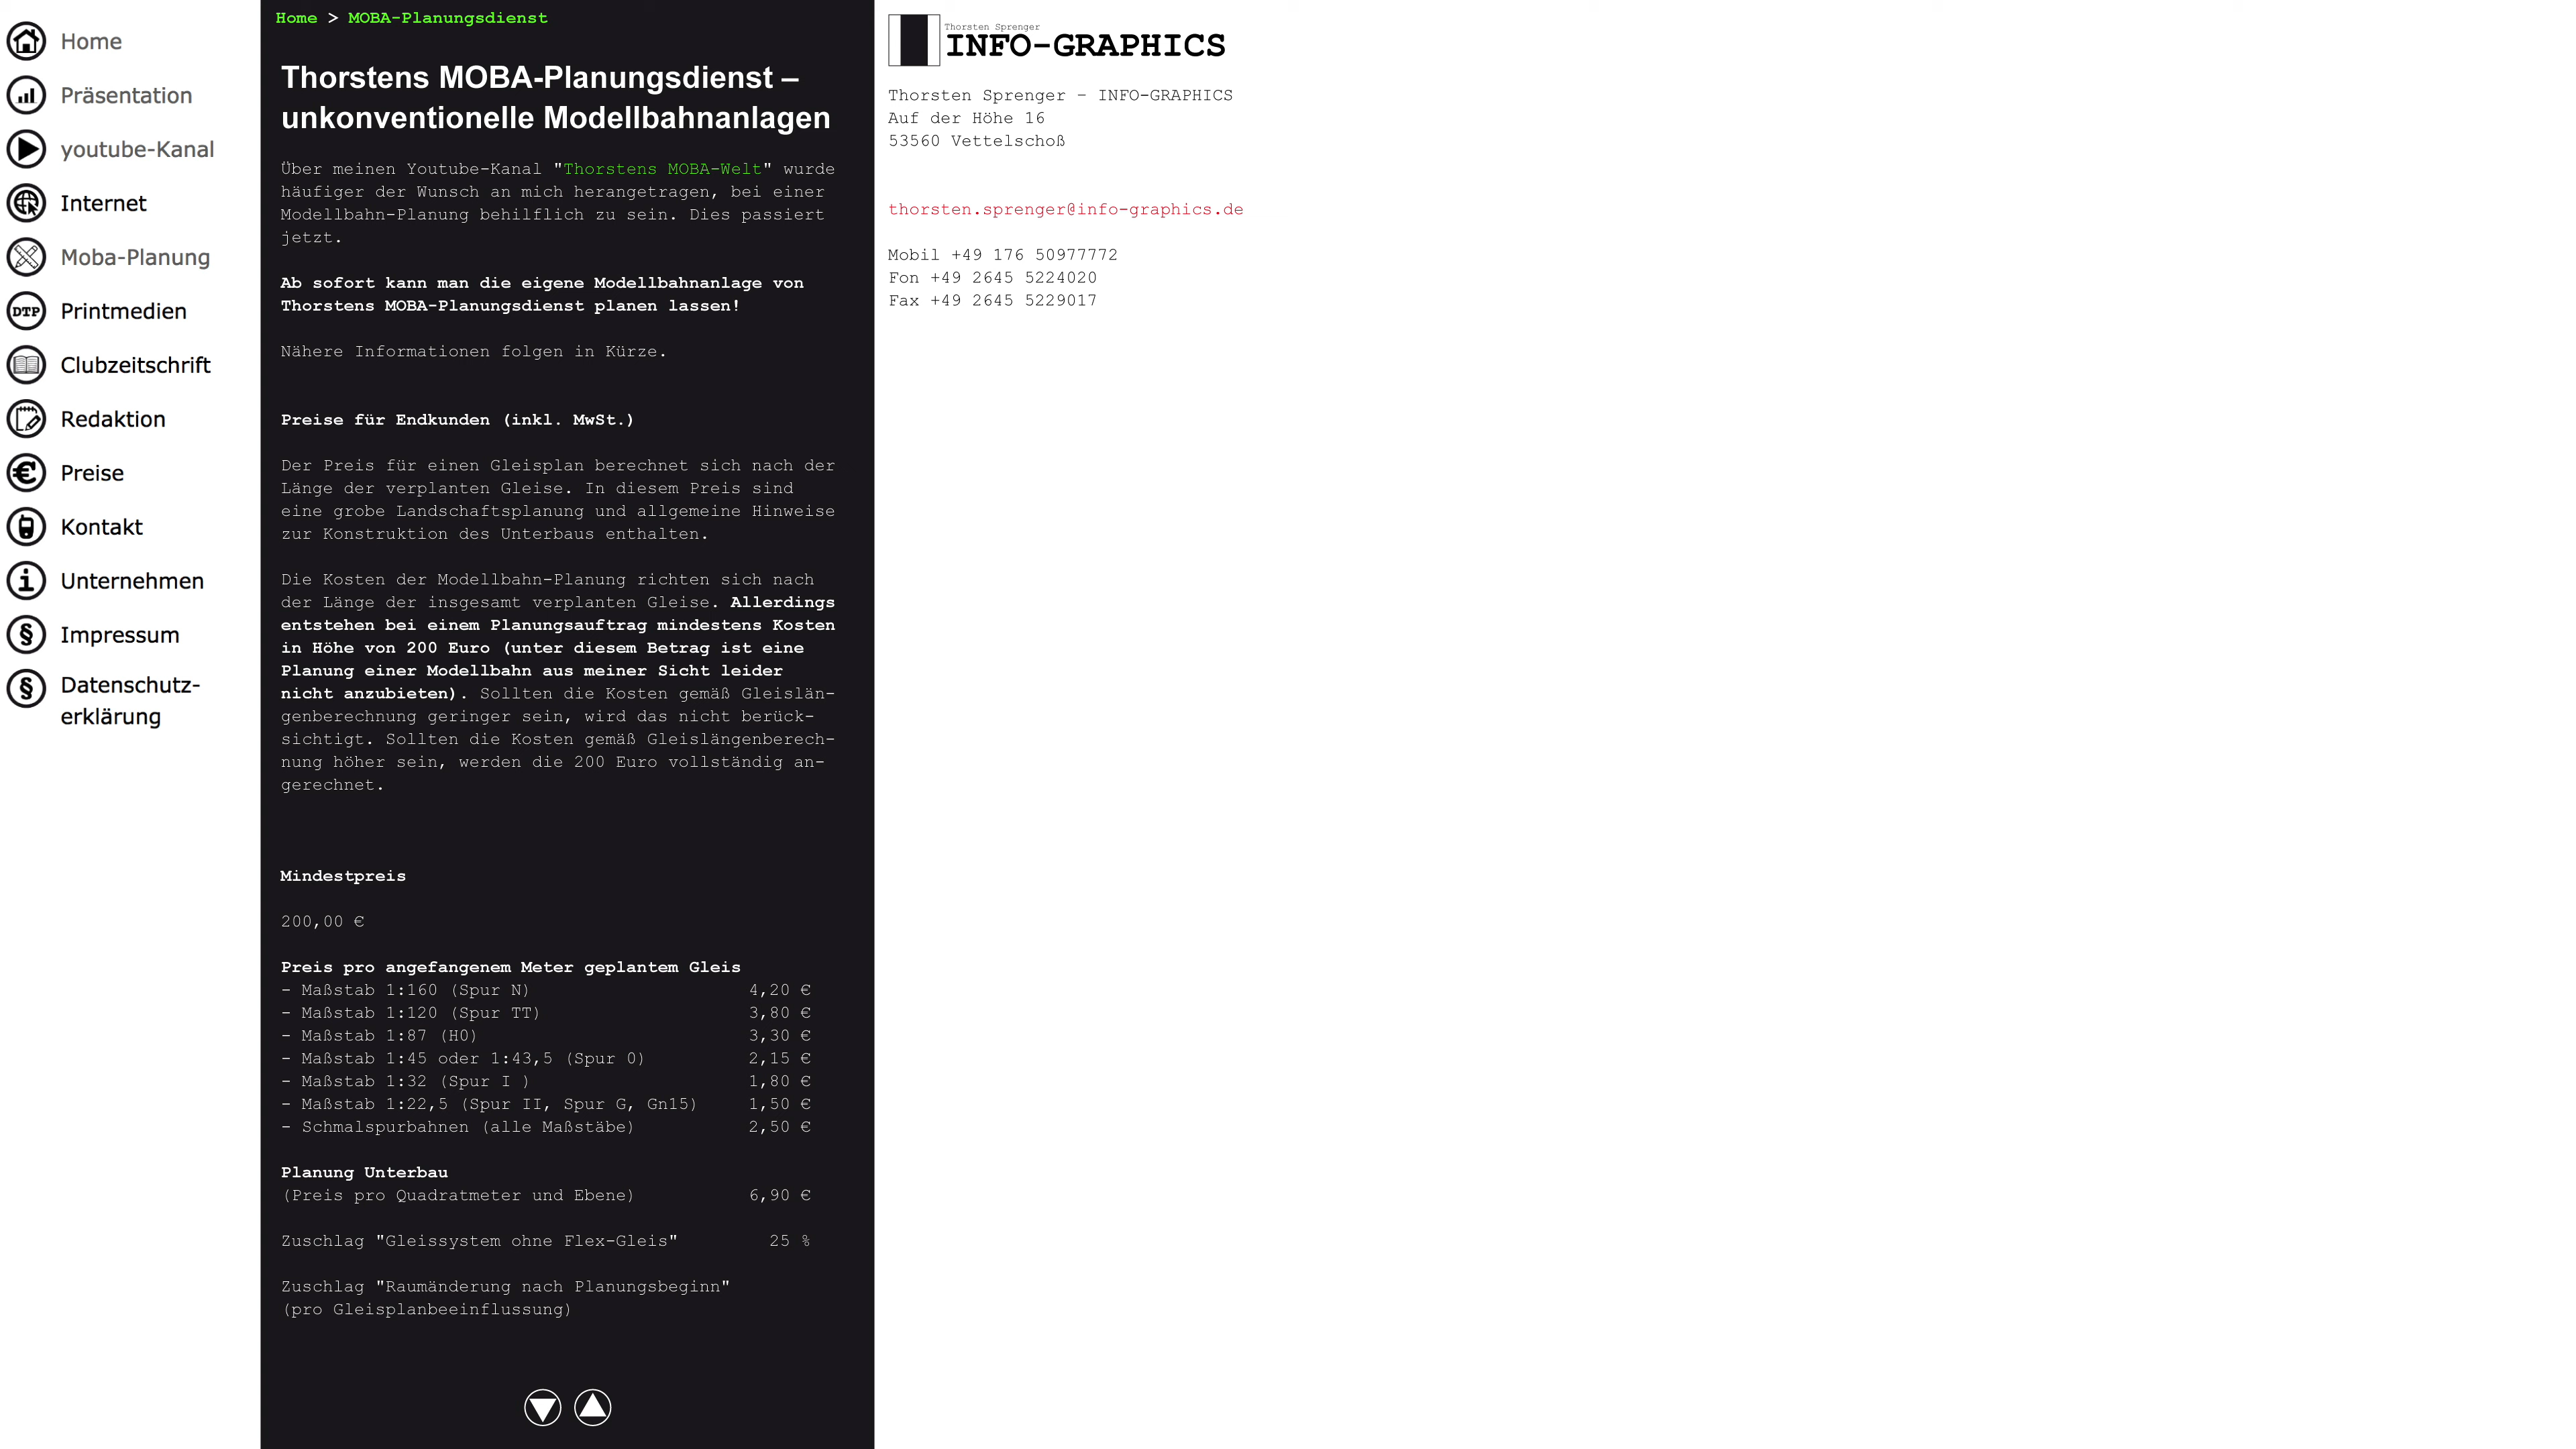 Home
Präsentation
youtube-Kanal
Internet
Moba-Planung
DTP
Printmedien
Clubzeitschrift
Redaktion
€
Preise
Kontakt
i
Unternehmen
§
Impressum
§
Datenschutz-
erklärung
Home > MOBA-Planungsdienst
Thorstens MOBA-Planungsdienst –
unkonventionelle Modellbahnanlagen
Über meinen Youtube-Kanal "Thorstens MOBA-Welt" wurde
häufiger der Wunsch an mich herangetragen, bei einer
Modellbahn-Planung behilflich zu sein. Dies passiert
jetzt.
Ab sofort kann man die eigene Modellbahnanlage von
Thorstens MOBA-Planungsdienst planen lassen!
Nähere Informationen folgen in Kürze.
Preise für Endkunden (inkl. MwSt.)
Der Preis für einen Gleisplan berechnet sich nach der
Länge der verplanten Gleise. In diesem Preis sind
eine grobe Landschaftsplanung und allgemeine Hinweise
zur Konstruktion des Unterbaus enthalten.
Die Kosten der Modellbahn-Planung richten sich nach
der Länge der insgesamt verplanten Gleise. Allerdings
entstehen bei einem Planungsauftrag mindestens Kosten
in Höhe von 200 Euro (unter diesem Betrag ist eine
Planung einer Modellbahn aus meiner Sicht leider
nicht anzubieten). Sollten die Kosten gemäß Gleislän-
genberechnung geringer sein, wird das nicht berück-
sichtigt. Sollten die Kosten gemäß Gleislängenberech-
nung höher sein, werden die 200 Euro vollständig an-
gerechnet.
Mindestpreis
200,00 €
Preis pro angefangenem Meter geplantem Gleis
- Maßstab 1:160 (Spur N) 4,20 €
- Maßstab 1:120 (Spur TT) 3,80 €
- Maßstab 1:87 (H0) 3,30 €
- Maßstab 1:45 oder 1:43,5 (Spur 0) 2,15 €
- Maßstab 1:32 (Spur I ) 1,80 €
- Maßstab 1:22,5 (Spur II, Spur G, Gn15) 1,50 €
- Schmalspurbahnen (alle Maßstäbe) 2,50 €
Planung Unterbau
(Preis pro Quadratmeter und Ebene) 6,90 €
Zuschlag "Gleissystem ohne Flex-Gleis" 25 %
Zuschlag "Raumänderung nach Planungsbeginn"
(pro Gleisplanbeeinflussung)
Thorsten Sprenger
INFO-GRAPHICS
Thorsten Sprenger – INFO-GRAPHICS
Auf der Höhe 16
53560 Vettelschoß
thorsten.sprenger@info-graphics.de
Mobil +49 176 50977772
Fon +49 2645 5224020
Fax +49 2645 5229017